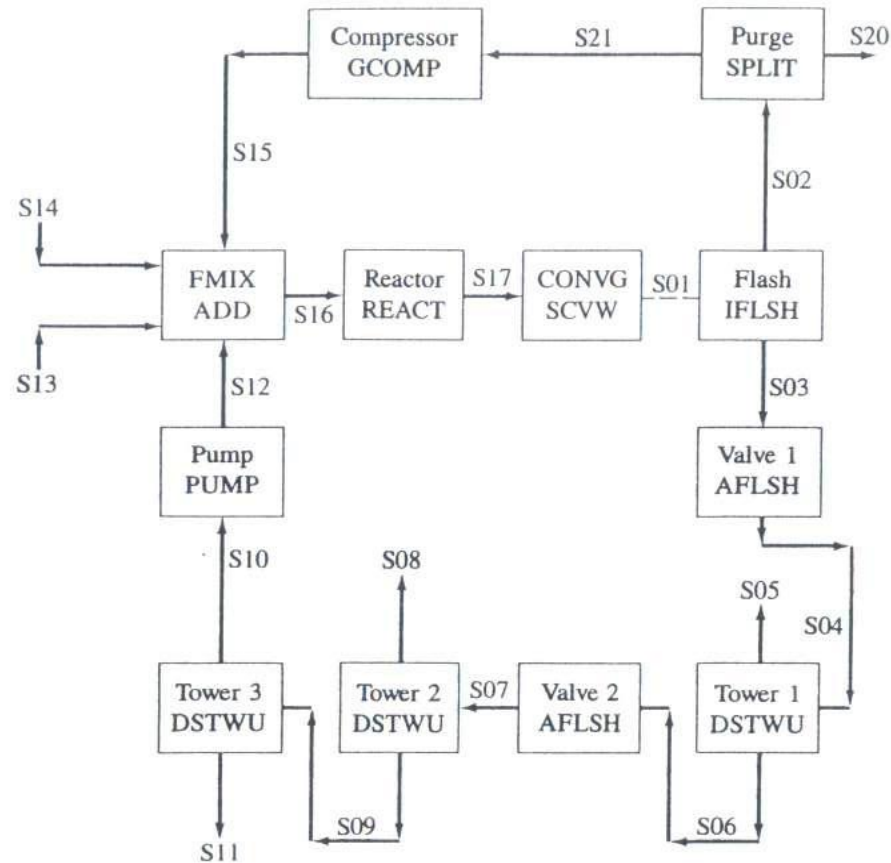 Compressor
GCOMP
S21
Purge
SPLIT
S20
S15
S02
S14
FMIX
ADD
S16
Reactor
REACT
S17
CONVG
SCVW
S01
Flash
IFLSH
S13
S12
S03
Pump
PUMP
Valve 1
AFLSH
S10
S08
S05
S04
Tower 3
DSTWU
Tower 2
DSTWU
S07
Valve 2
AFLSH
Tower 1
DSTWU
S11
S09
S06